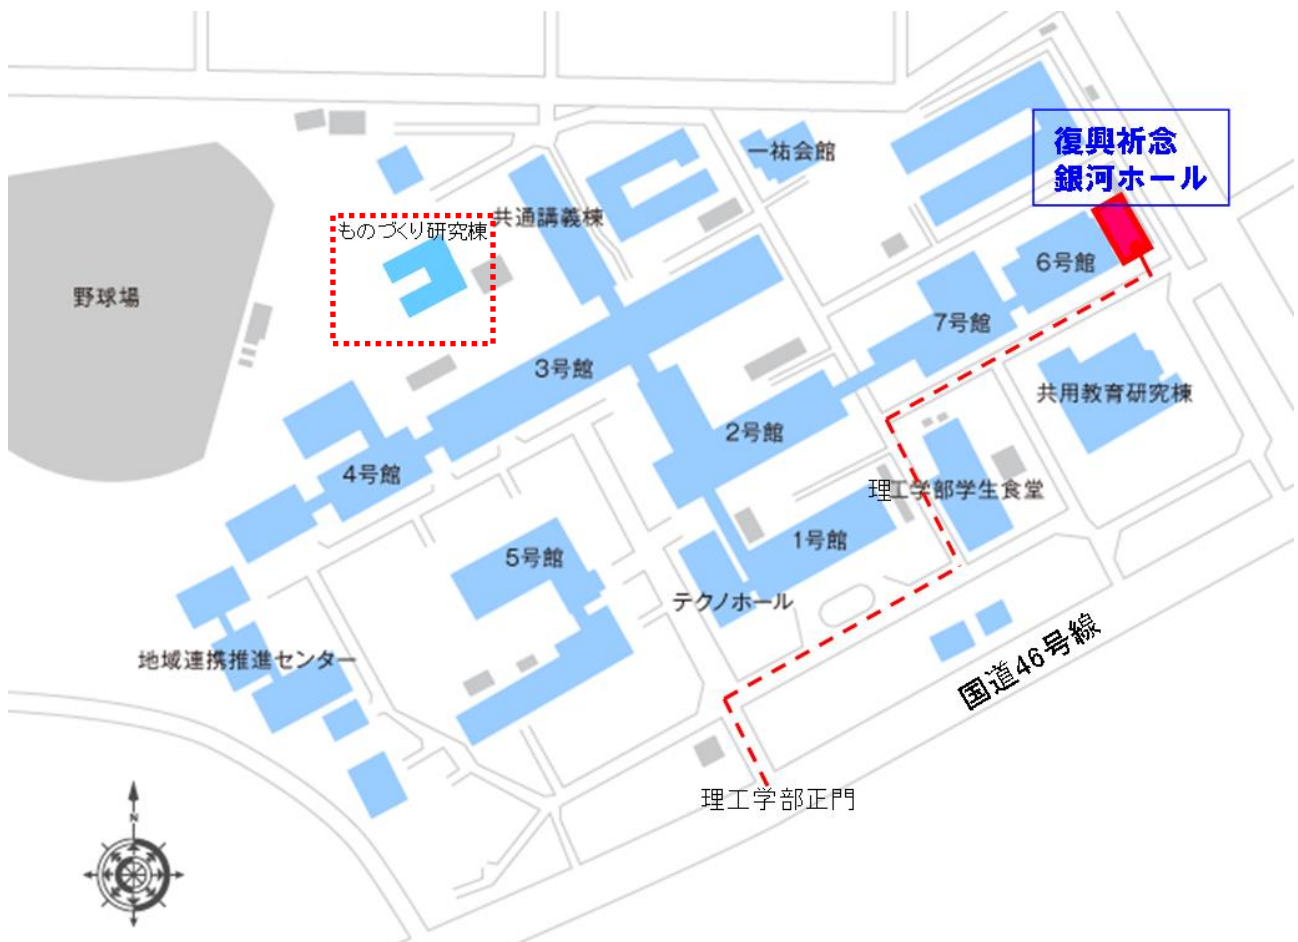 復興祈念
銀河ホール
一祐会館
共通講義棟
ものづくり研究棟
6号館
野球場
7号館
3号館
共用教育研究棟
2号館
4号館
理工学部学生食堂
1号館
5号館
テクノホール
地域連携推進センター
国道46号線
理工学部正門
N